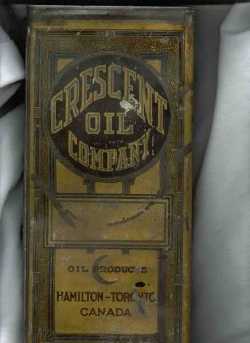 CRESCENT
OIL
COMPANY
OIL PRODUCTS
HAMILTON-TORONTO
CANADA